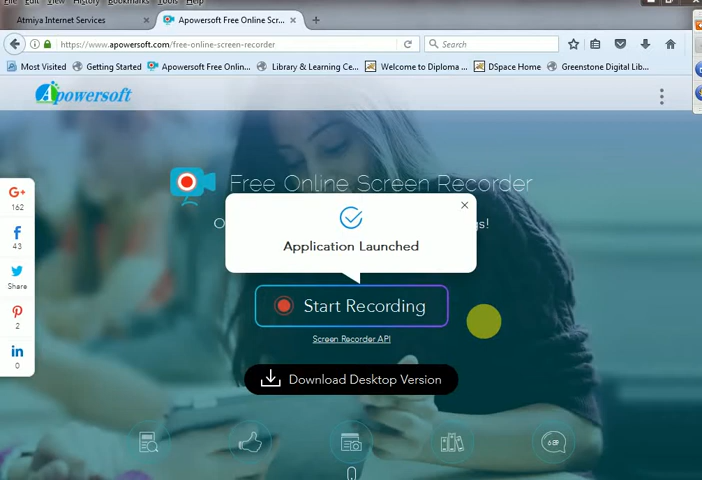 File Edit View History Bookmarks Tools Help
Atmiya Internet Services
Apowersoft Free Online Scr...
https://www.apowersoft.com/free-online-screen-recorder
Search
Most Visited Getting Started Apowersoft Free Onlin... Library & Learning Ce... Welcome to Diploma ... DSpace Home Greenstone Digital Lib...
Apowersoft
Free Online Screen Recorder
O
gs!
Application Launched
Start Recording
Screen Recorder API
Download Desktop Version
G+
162
43
Share
2
in
0